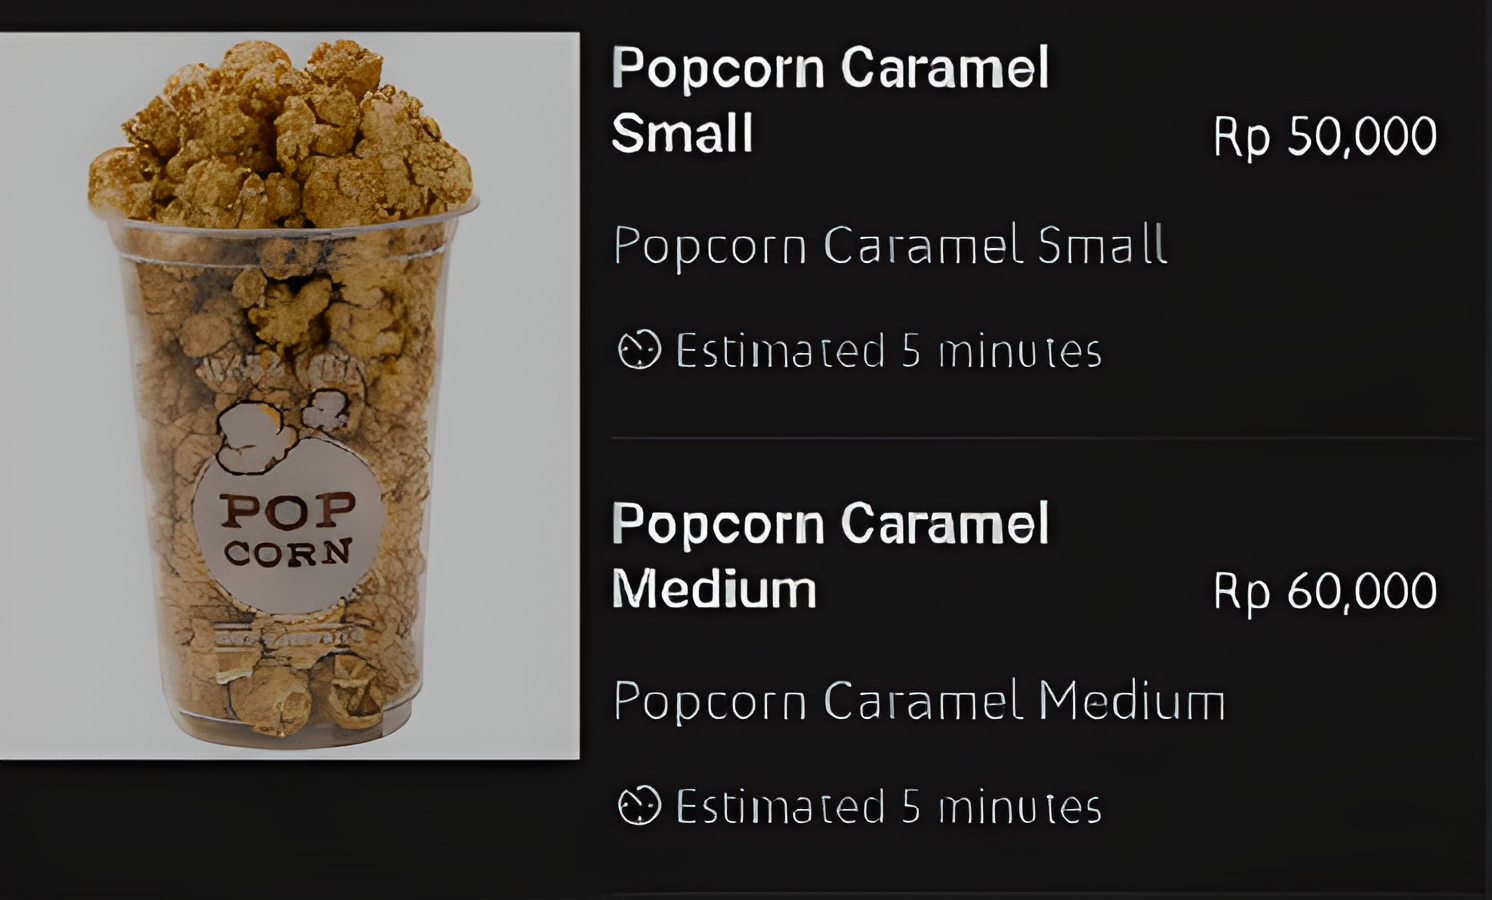 Popcorn Caramel
Small
Rp 50,000
Popcorn Caramel Small
Estimated 5 minutes
POP
CORN
Popcorn Caramel
Medium
Rp 60,000
Popcorn Caramel Medium
Estimated 5 minutes